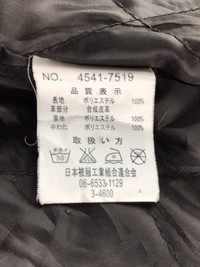 NO. 4541-7519
品質表示
表地 ポリエステル 100%
革部分 合成皮革
裏地 ポリエステル 100%
中わた ポリエステル 100%
取扱い方
日本被服工業組合連合会
06-6533-1129
3-4600